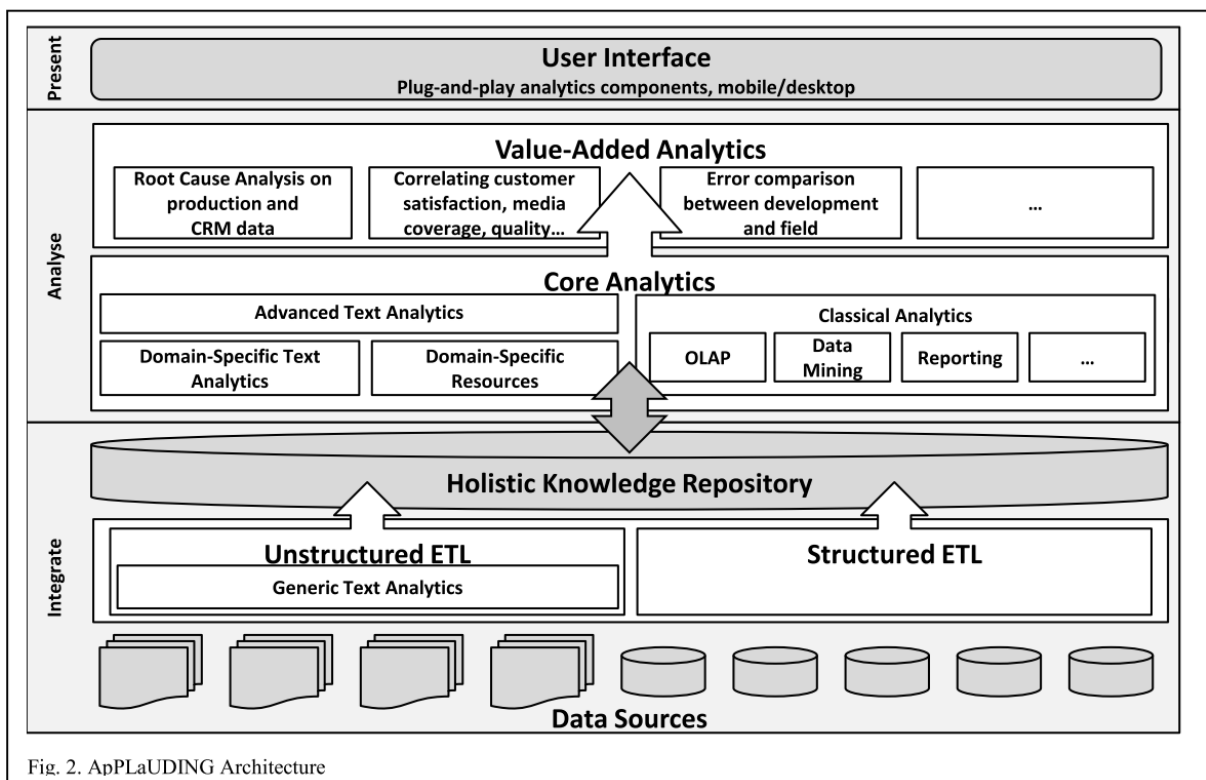 Present
User Interface
Plug-and-play analytics components, mobile/desktop
Analyse
Value-Added Analytics
Root Cause Analysis on
production and
CRM data
Correlating customer
satisfaction, media
coverage, quality…
Error comparison
between development
and field
…
Core Analytics
Advanced Text Analytics
Domain-Specific Text
Analytics
Domain-Specific
Resources
Classical Analytics
OLAP
Data
Mining
Reporting
…
Integrate
Holistic Knowledge Repository
Unstructured ETL
Generic Text Analytics
Structured ETL
Data Sources
Fig. 2. ApPLaUDING Architecture